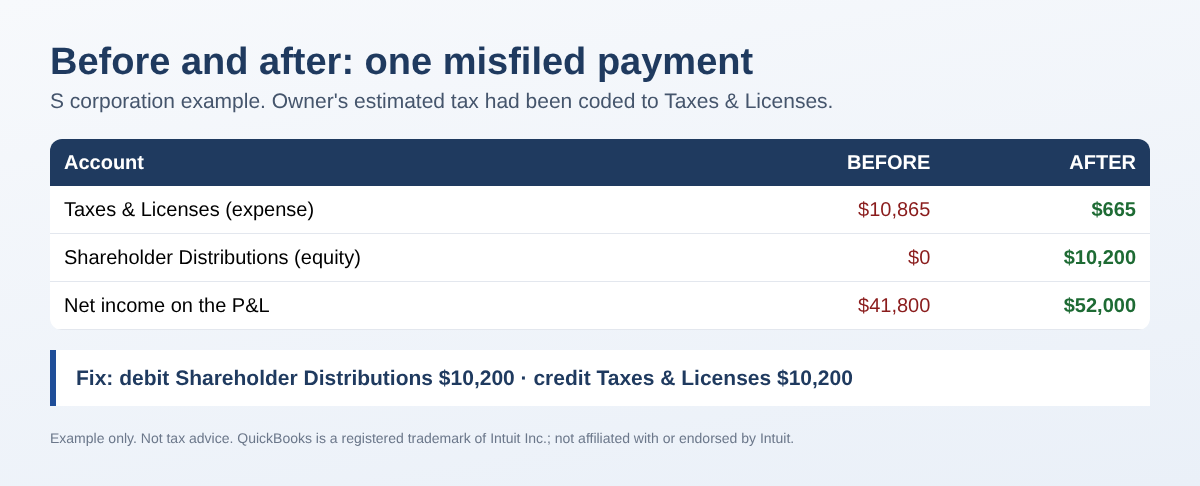 Before and after: one misfiled payment
S corporation example. Owner's estimated tax had been coded to Taxes & Licenses.
Account BEFORE AFTER
Taxes & Licenses (expense) $10,865 $665
Shareholder Distributions (equity) $0 $10,200
Net income on the P&L $41,800 $52,000
Fix: debit Shareholder Distributions $10,200 · credit Taxes & Licenses $10,200
Example only. Not tax advice. QuickBooks is a registered trademark of Intuit Inc.; not affiliated with or endorsed by Intuit.